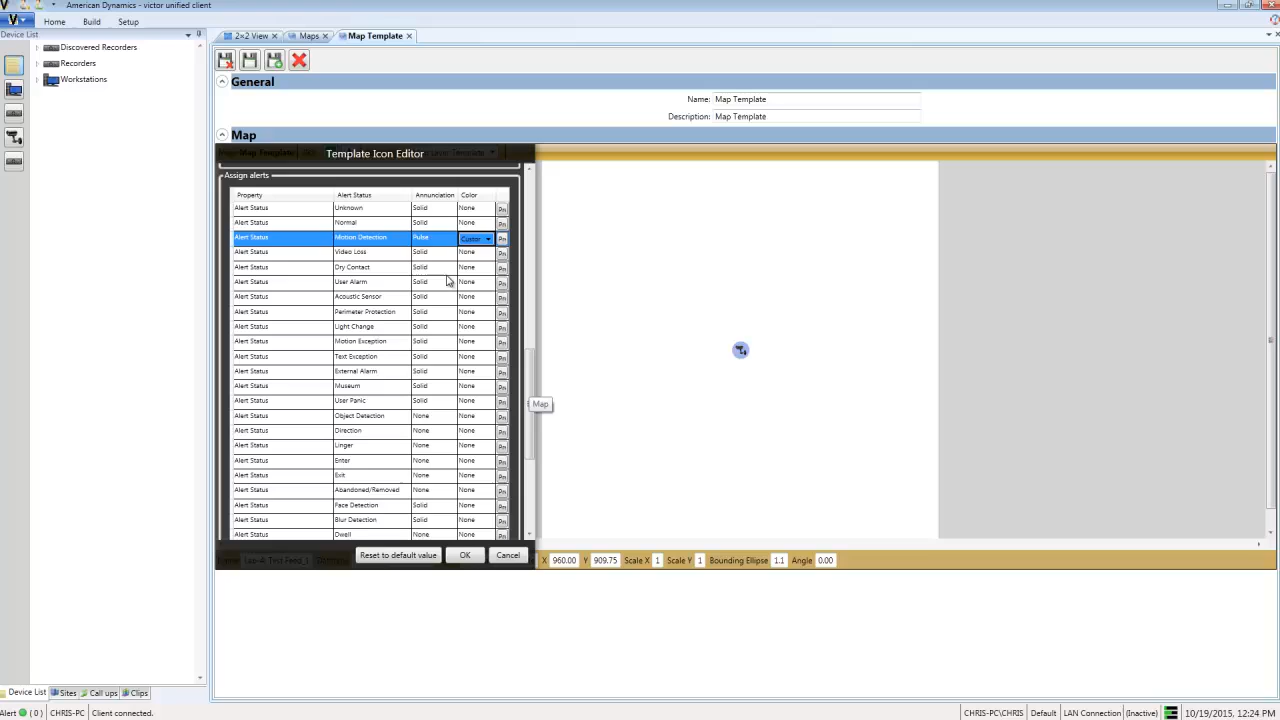 American Dynamics - victor unified client
Home Build Setup
Device List
2×2 View Maps Map Template
Discovered Recorders
Recorders
Workstations
General
Name: Map Template
Description: Map Template
Map
Template Icon Editor
Assign alerts
Property Alert Status Annunciation Color
Alert Status Unknown Solid None
Alert Status Normal Solid None
Alert Status Motion Detection Pulse Custor
Alert Status Video Loss Solid None
Alert Status Dry Contact Solid None
Alert Status User Alarm Solid None
Alert Status Acoustic Sensor Solid None
Alert Status Perimeter Protection Solid None
Alert Status Light Change Solid None
Alert Status Motion Exception Solid None
Alert Status Text Exception Solid None
Alert Status External Alarm Solid None
Alert Status Museum Solid None
Alert Status User Panic Solid None
Alert Status Object Detection None None
Alert Status Direction None None
Alert Status Linger None None
Alert Status Enter None None
Alert Status Exit None None
Alert Status Abandoned/Removed None None
Alert Status Face Detection Solid None
Alert Status Blur Detection Solid None
Alert Status Dwell None None
Map
Reset to default value OK Cancel
X 960.00 Y 909.75 Scale X 1 Scale Y 1 Bounding Ellipse 1.1 Angle 0.00
Device List Sites Call ups Clips
Alert ( 0 ) CHRIS-PC Client connected. CHRIS-PC\CHRIS Default LAN Connection (Inactive) 10/19/2015, 12:24 PM